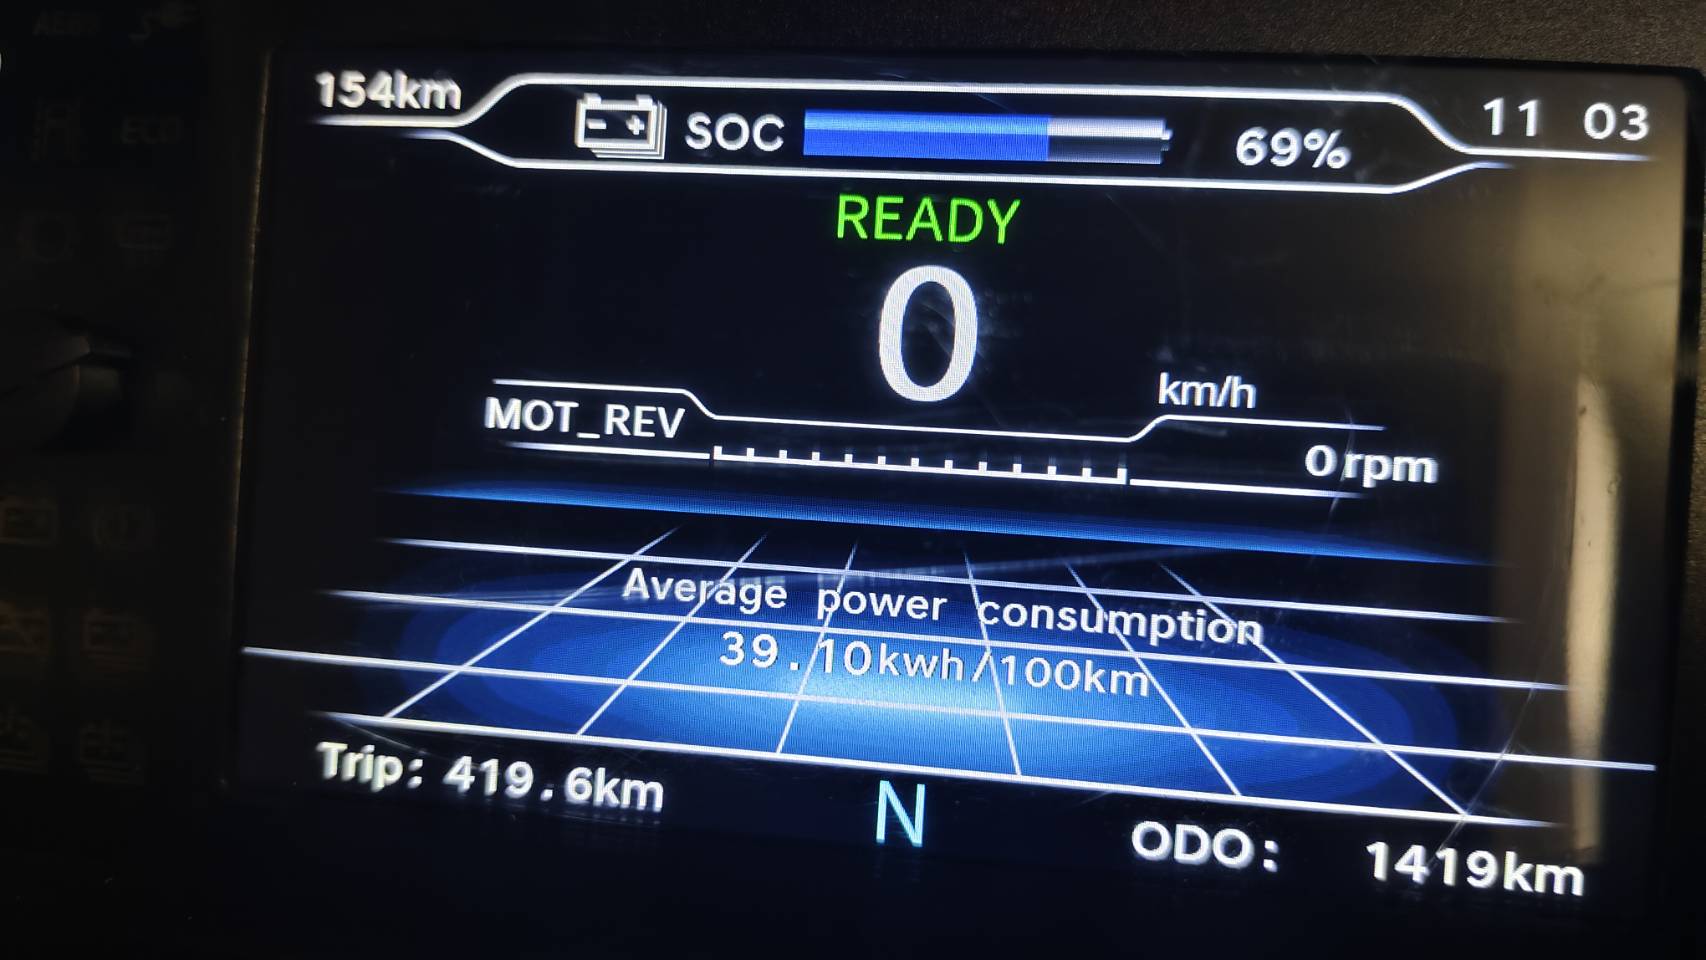 154km
SOC 69%
11 03
READY
0
km/h
MOT_REV
0 rpm
Average power consumption
39.10kwh/100km
Trip: 419.6km
N
ODO: 1419km
ECO